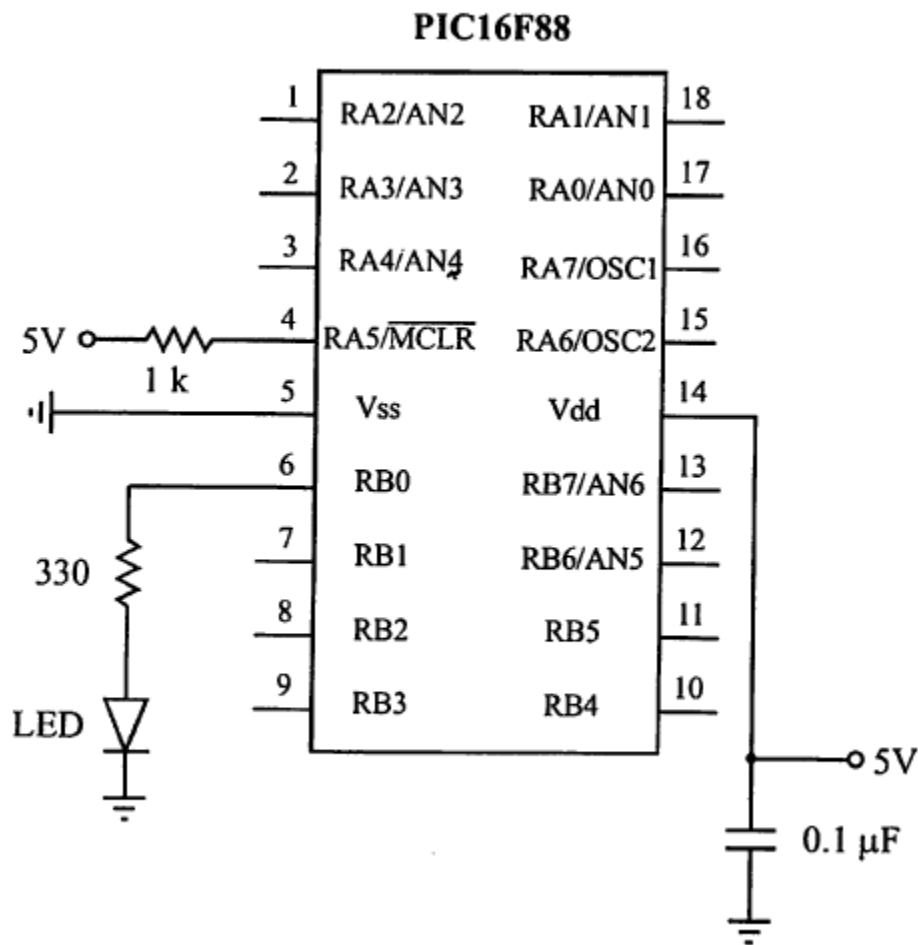 PIC16F88
1 RA2/AN2 RA1/AN1 18
2 RA3/AN3 RA0/AN0 17
3 RA4/AN4 RA7/OSC1 16
5V 4 RA5/MCLR RA6/OSC2 15
1 k
5 Vss Vdd 14
6 RB0 RB7/AN6 13
330 7 RB1 RB6/AN5 12
8 RB2 RB5 11
LED 9 RB3 RB4 10
5V
0.1 μF